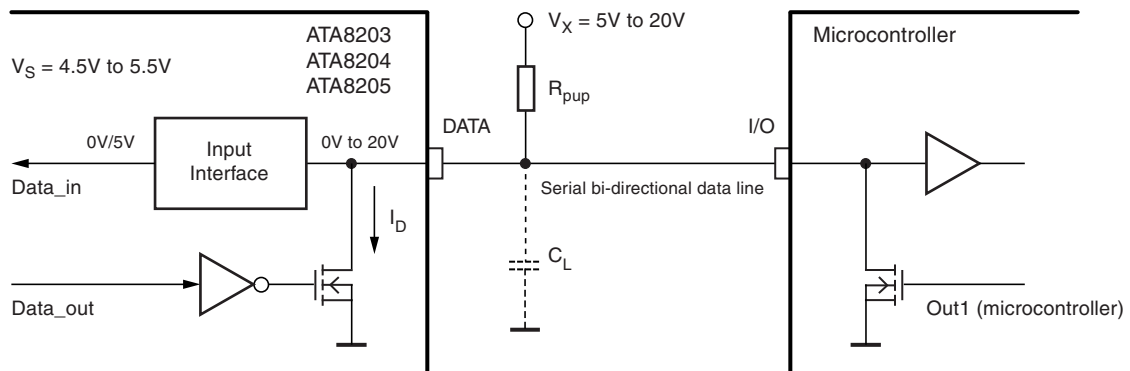 ATA8203
ATA8204
ATA8205
V_S = 4.5V to 5.5V
V_X = 5V to 20V
R_pup
Microcontroller
0V/5V
Input
Interface
0V to 20V
DATA
I/O
Data_in
I_D
Serial bi-directional data line
C_L
Data_out
Out1 (microcontroller)